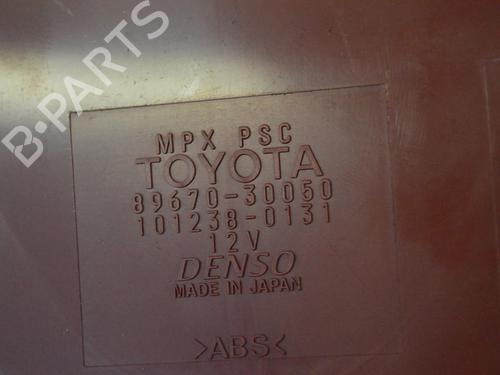 B-PARTS
MPX PSC
TOYOTA
89670-30050
101238-0131
12V
DENSO
MADE IN JAPAN
>ABS<